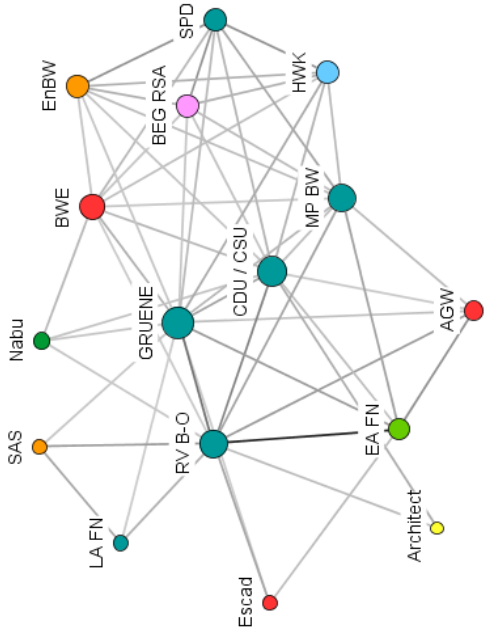 SPD
HWK
EnBW
BEG RSA
BWE
MP BW
CDU / CSU
GRUENE
Nabu
AGW
SAS
RV B-O
EA FN
LA FN
Architect
Escad